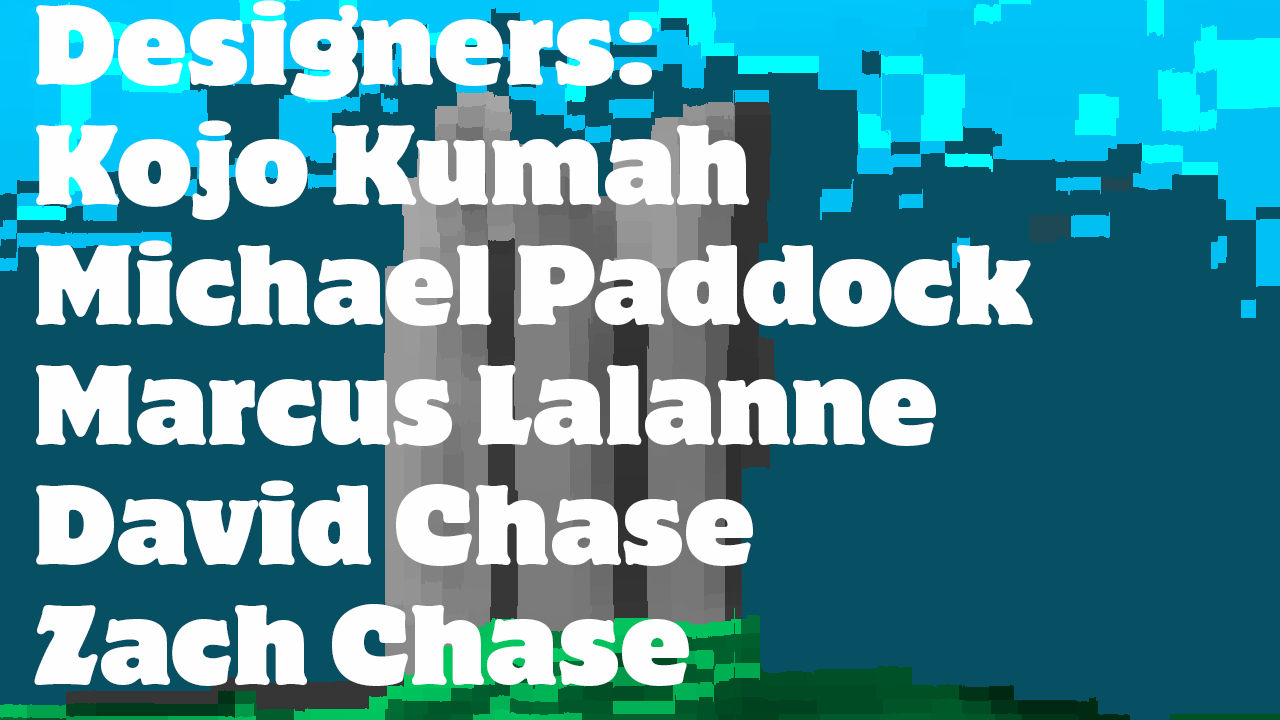 Designers:
Kojo Kumah
Michael Paddock
Marcus Lalanne
David Chase
Zach Chase